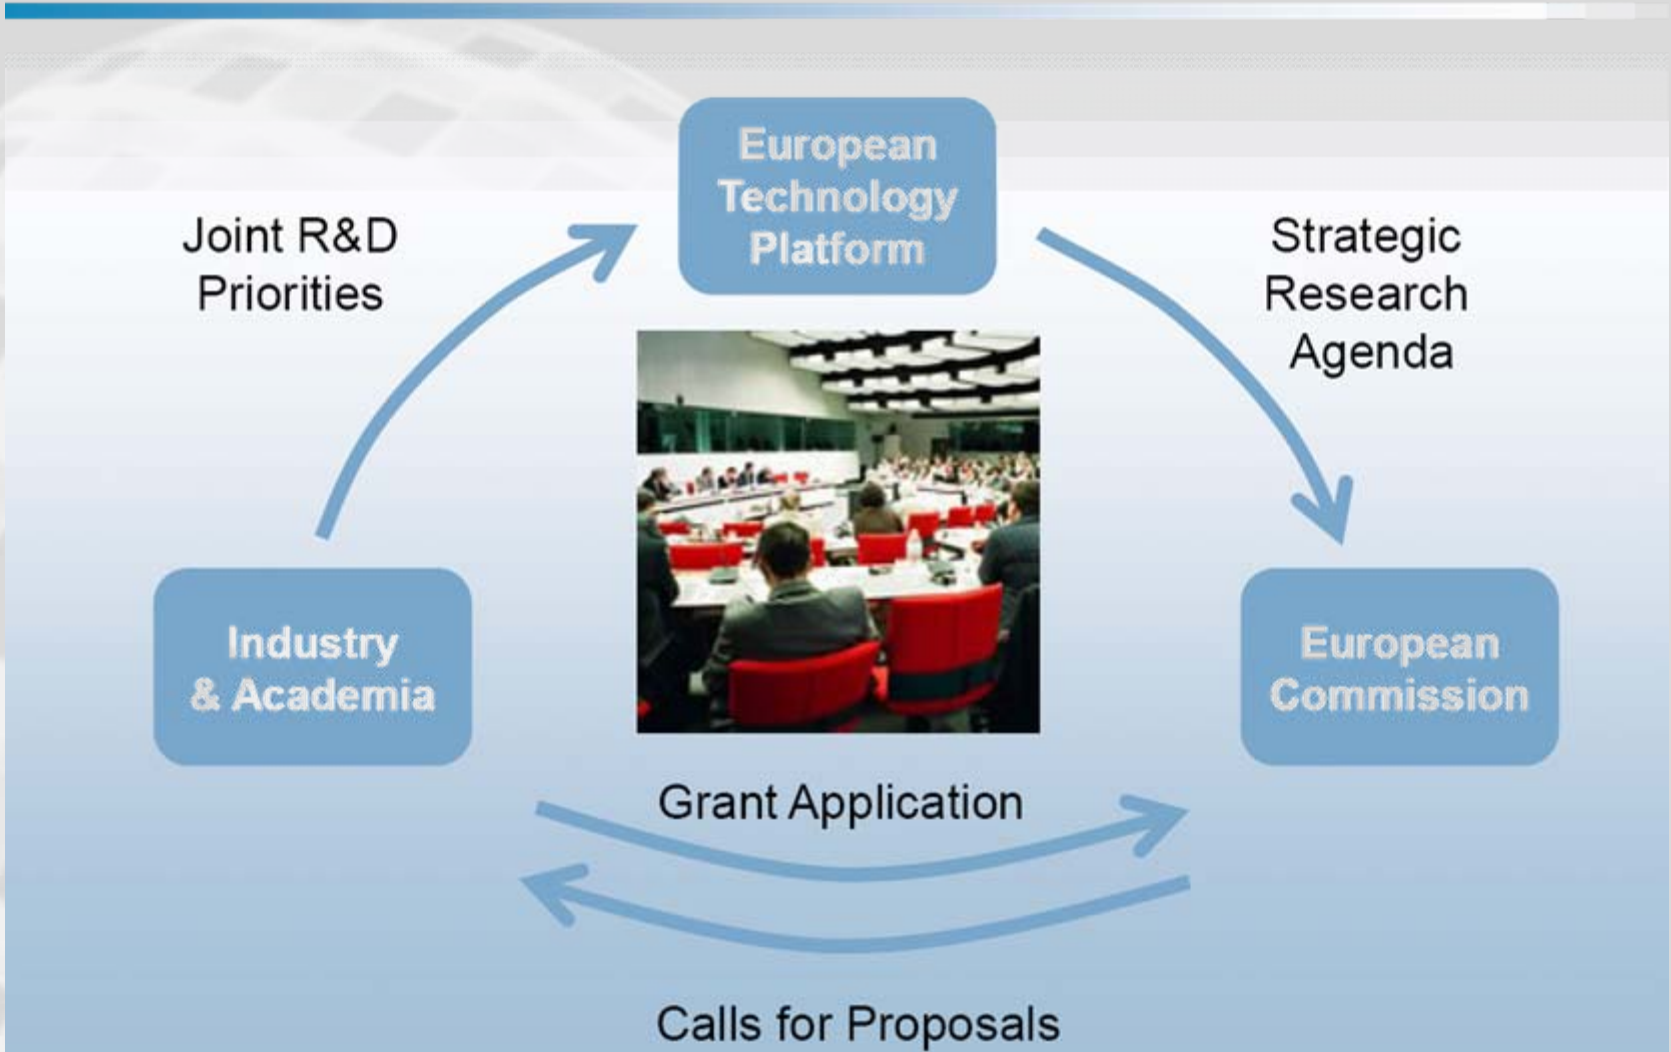 European
Technology
Platform
Joint R&D
Priorities
Strategic
Research
Agenda
Industry
& Academia
European
Commission
Grant Application
Calls for Proposals